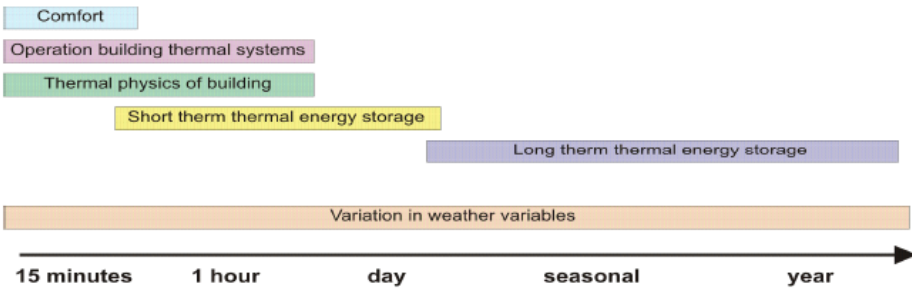 Comfort
Operation building thermal systems
Thermal physics of building
Short therm thermal energy storage
Long therm thermal energy storage
Variation in weather variables
15 minutes 1 hour day seasonal year